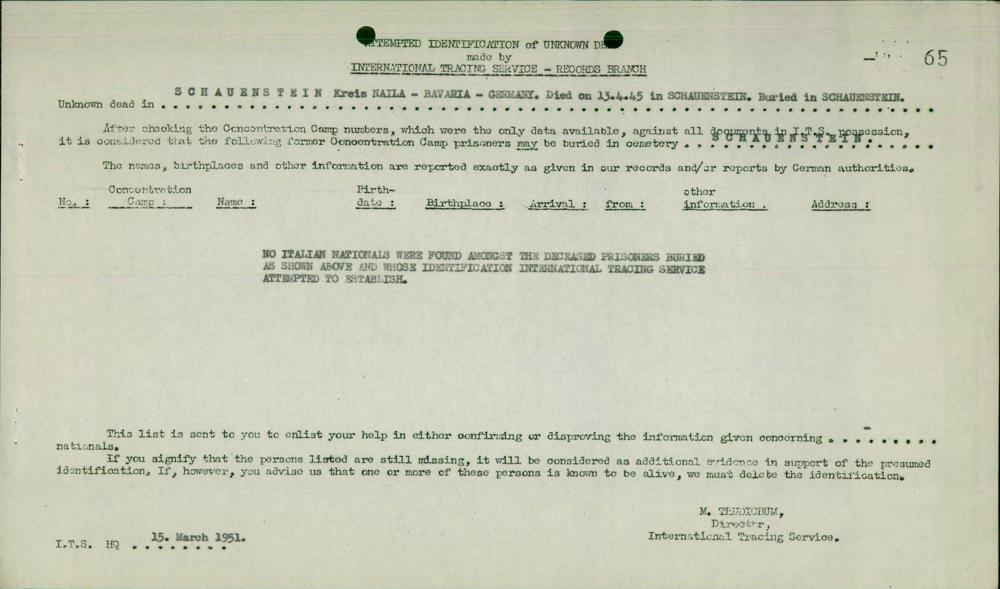 65
ATTEMPTED IDENTIFICATION of UNKNOWN DEAD
made by
INTERNATIONAL TRACING SERVICE - RECORDS BRANCH
Unknown dead in SCHAUENSTEIN Kreis NAILA - BAVARIA - GERMANY. Died on 13.4.45 in SCHAUENSTEIN. Buried in SCHAUENSTEIN.
After checking the Concentration Camp numbers, which were the only data available, against all documents in I.T.S. possession,
it is considered that the following former Concentration Camp prisoners may be buried in cemetery SCHAUENSTEIN.
The names, birthplaces and other information are reported exactly as given in our records and/or reports by German authorities.
No. : Concentration Camp : Name : Birth-date : Birthplace : Arrival : from : other information : Address :
NO ITALIAN NATIONALS WERE FOUND AMONGST THE DECEASED PRISONERS BURIED
AS SHOWN ABOVE AND WHOSE IDENTIFICATION INTERNATIONAL TRACING SERVICE
ATTEMPTED TO ESTABLISH.
This list is sent to you to enlist your help in either confirming or disproving the information given concerning . . . . . . . .
nationals.
If you signify that the persons listed are still missing, it will be considered as additional evidence in support of the presumed
identification. If, however, you advise us that one or more of these persons is known to be alive, we must delete the identification.
M. THUDICHUM,
Director,
International Tracing Service.
I.T.S. HQ 15. March 1951.